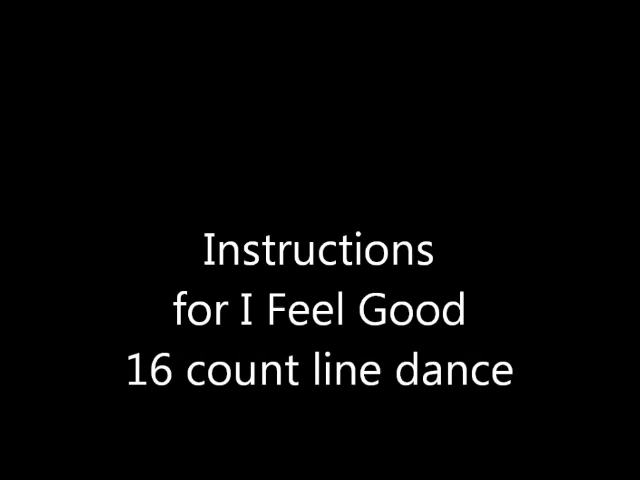 Instructions
for I Feel Good
16 count line dance